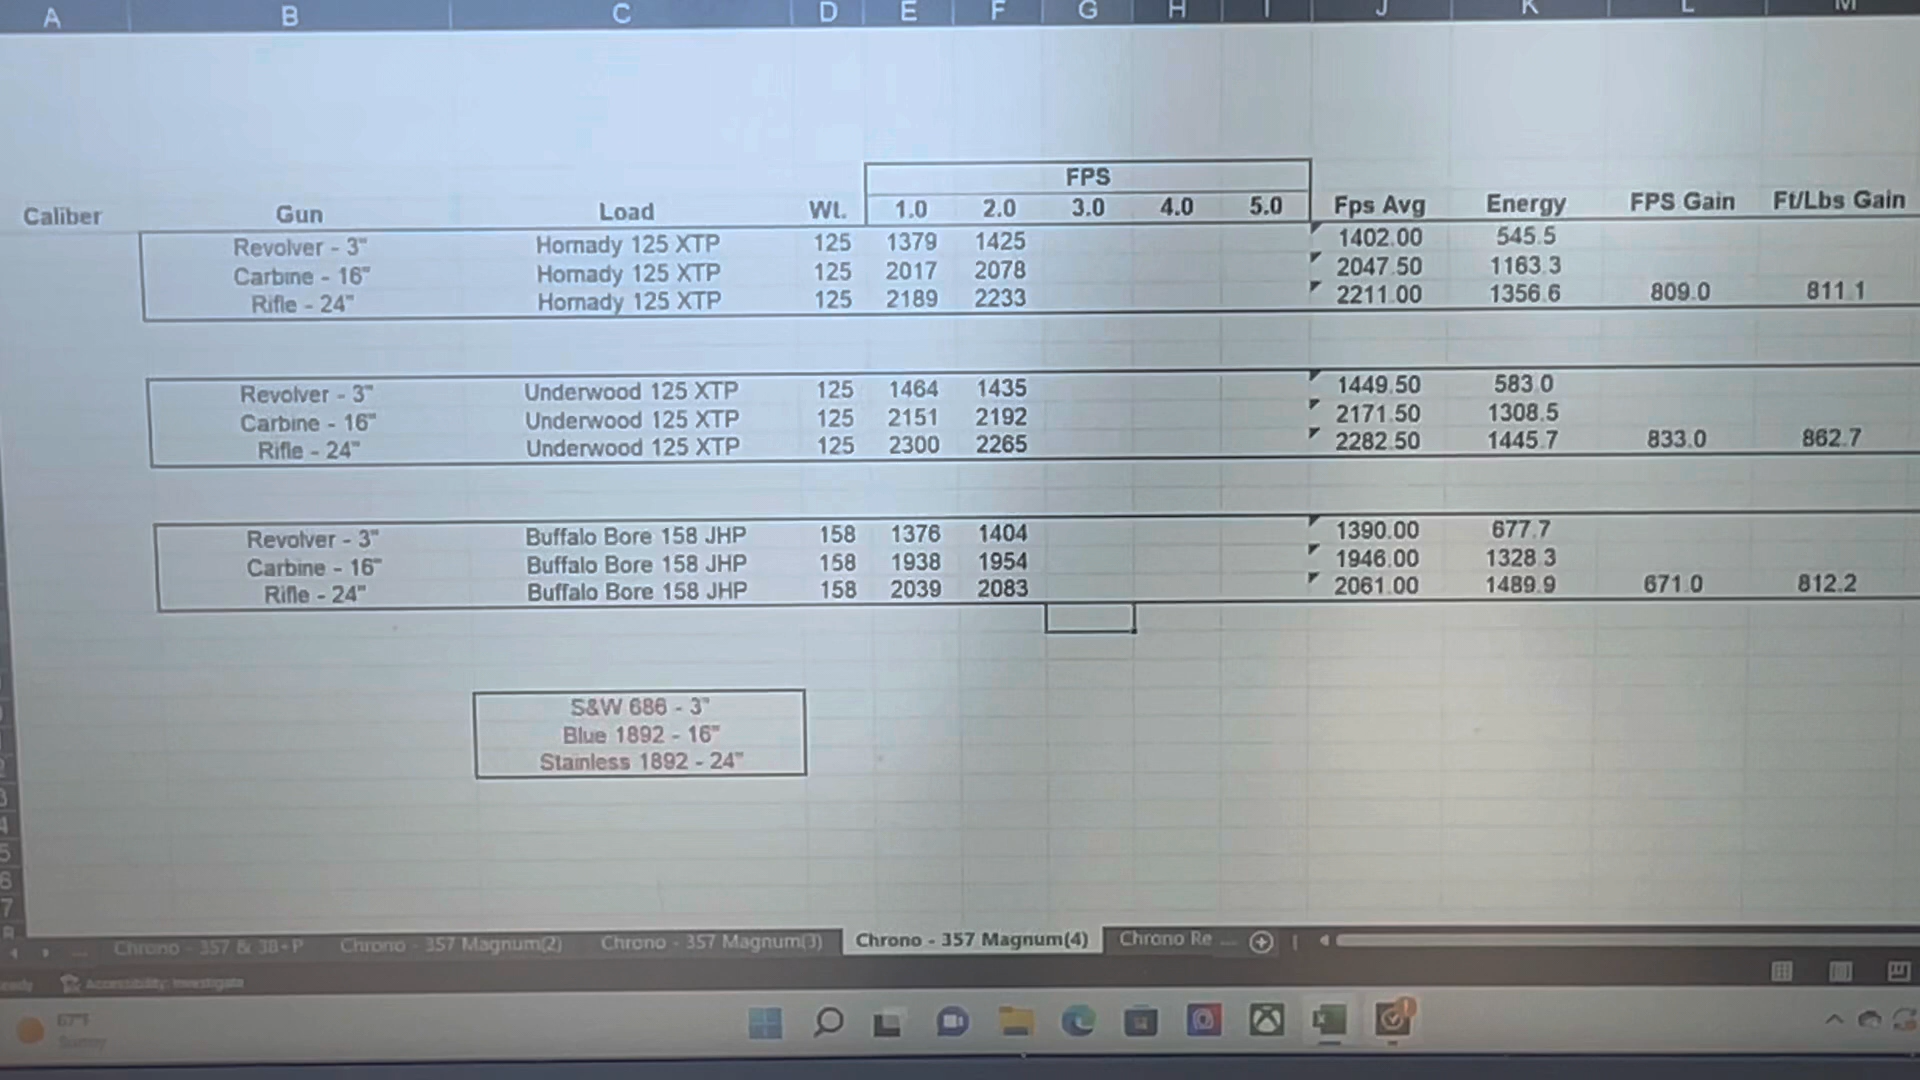 A B C D E F G H I J K L M
FPS
Caliber Gun Load Wt. 1.0 2.0 3.0 4.0 5.0 Fps Avg Energy FPS Gain Ft/Lbs Gain
Revolver - 3" Hornady 125 XTP 125 1379 1425 1402.00 545.5
Carbine - 16" Hornady 125 XTP 125 2017 2078 2047.50 1163.3
Rifle - 24" Hornady 125 XTP 125 2189 2233 2211.00 1356.6 809.0 811.1
Revolver - 3" Underwood 125 XTP 125 1464 1435 1449.50 583.0
Carbine - 16" Underwood 125 XTP 125 2151 2192 2171.50 1308.5
Rifle - 24" Underwood 125 XTP 125 2300 2265 2282.50 1445.7 833.0 862.7
Revolver - 3" Buffalo Bore 158 JHP 158 1376 1404 1390.00 677.7
Carbine - 16" Buffalo Bore 158 JHP 158 1938 1954 1946.00 1328.3
Rifle - 24" Buffalo Bore 158 JHP 158 2039 2083 2061.00 1489.9 671.0 812.2
S&W 686 - 3"
Blue 1892 - 16"
Stainless 1892 - 24"
Chrono - 357 & 38+P Chrono - 357 Magnum(2) Chrono - 357 Magnum(3) Chrono - 357 Magnum(4) Chrono Re ...
Accessibility: Investigate
67°F
Sunny